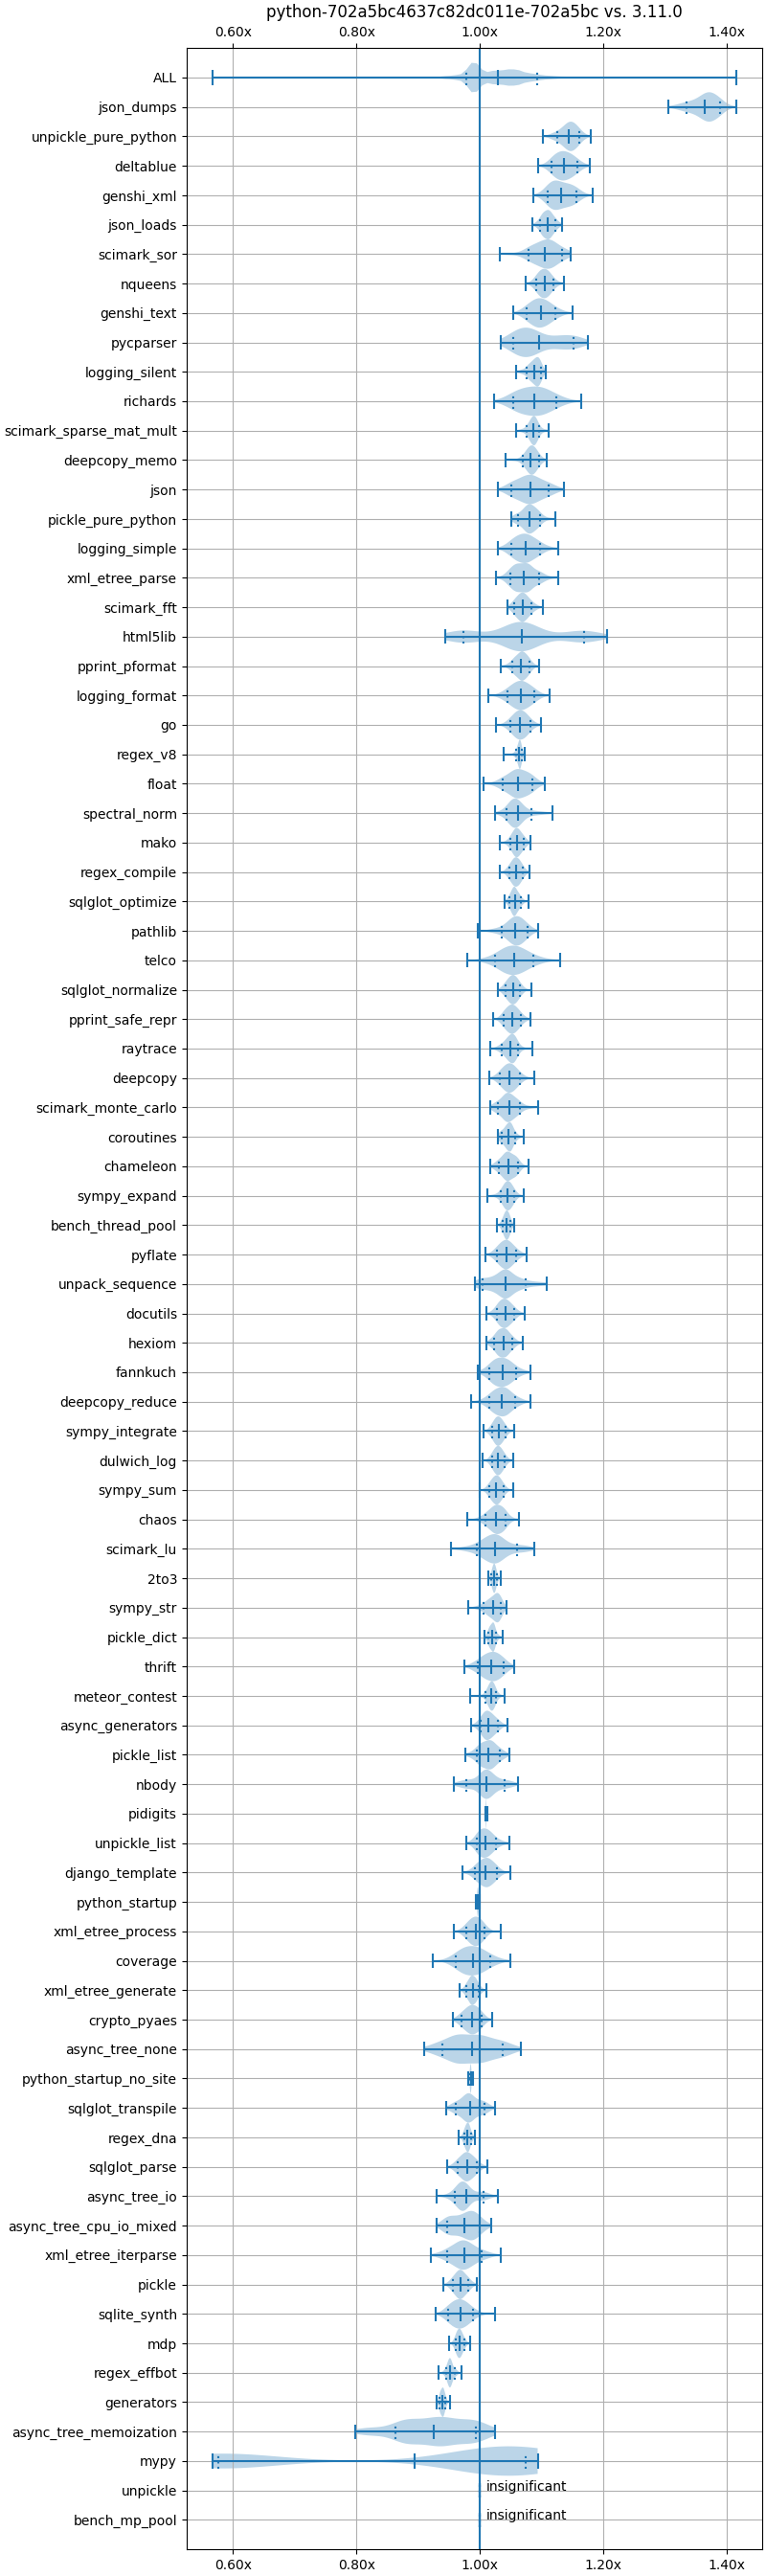 python-702a5bc4637c82dc011e-702a5bc vs. 3.11.0
0.60x 0.80x 1.00x 1.20x 1.40x
ALL
json_dumps
unpickle_pure_python
deltablue
genshi_xml
json_loads
scimark_sor
nqueens
genshi_text
pycparser
logging_silent
richards
scimark_sparse_mat_mult
deepcopy_memo
json
pickle_pure_python
logging_simple
xml_etree_parse
scimark_fft
html5lib
pprint_pformat
logging_format
go
regex_v8
float
spectral_norm
mako
regex_compile
sqlglot_optimize
pathlib
telco
sqlglot_normalize
pprint_safe_repr
raytrace
deepcopy
scimark_monte_carlo
coroutines
chameleon
sympy_expand
bench_thread_pool
pyflate
unpack_sequence
docutils
hexiom
fannkuch
deepcopy_reduce
sympy_integrate
dulwich_log
sympy_sum
chaos
scimark_lu
2to3
sympy_str
pickle_dict
thrift
meteor_contest
async_generators
pickle_list
nbody
pidigits
unpickle_list
django_template
python_startup
xml_etree_process
coverage
xml_etree_generate
crypto_pyaes
async_tree_none
python_startup_no_site
sqlglot_transpile
regex_dna
sqlglot_parse
async_tree_io
async_tree_cpu_io_mixed
xml_etree_iterparse
pickle
sqlite_synth
mdp
regex_effbot
generators
async_tree_memoization
mypy
unpickle insignificant
bench_mp_pool insignificant
0.60x 0.80x 1.00x 1.20x 1.40x